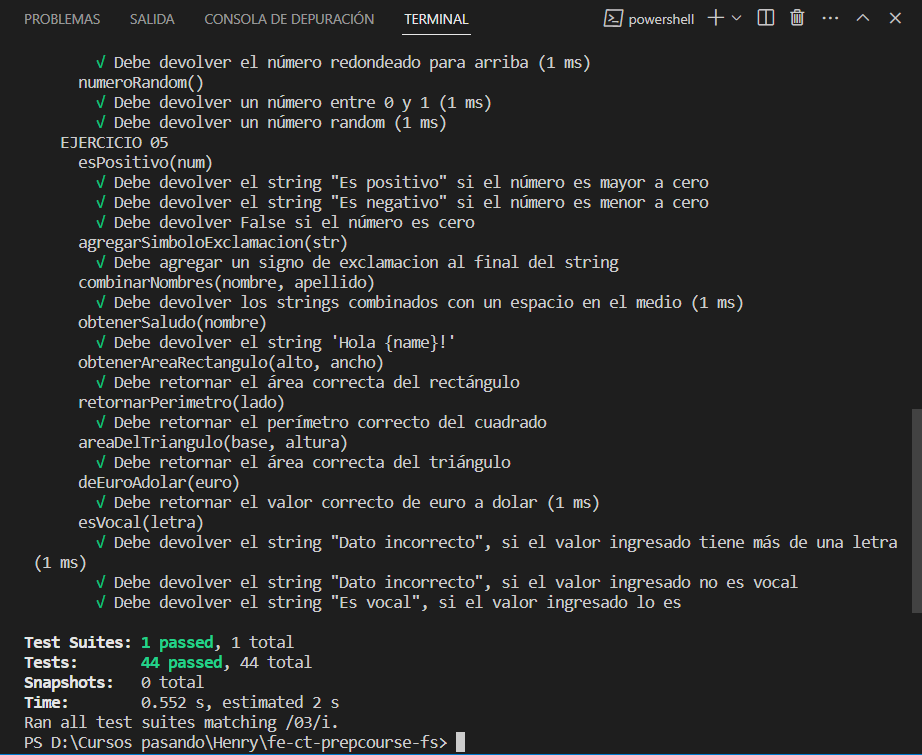 PROBLEMAS SALIDA CONSOLA DE DEPURACIÓN TERMINAL powershell
√ Debe devolver el número redondeado para arriba (1 ms)
numeroRandom()
√ Debe devolver un número entre 0 y 1 (1 ms)
√ Debe devolver un número random (1 ms)
EJERCICIO 05
esPositivo(num)
√ Debe devolver el string "Es positivo" si el número es mayor a cero
√ Debe devolver el string "Es negativo" si el número es menor a cero
√ Debe devolver False si el número es cero
agregarSimboloExclamacion(str)
√ Debe agregar un signo de exclamacion al final del string
combinarNombres(nombre, apellido)
√ Debe devolver los strings combinados con un espacio en el medio (1 ms)
obtenerSaludo(nombre)
√ Debe devolver el string 'Hola {name}!'
obtenerAreaRectangulo(alto, ancho)
√ Debe retornar el área correcta del rectángulo
retornarPerimetro(lado)
√ Debe retornar el perímetro correcto del cuadrado
areaDelTriangulo(base, altura)
√ Debe retornar el área correcta del triángulo
deEuroAdolar(euro)
√ Debe retornar el valor correcto de euro a dolar (1 ms)
esVocal(letra)
√ Debe devolver el string "Dato incorrecto", si el valor ingresado tiene más de una letra
(1 ms)
√ Debe devolver el string "Dato incorrecto", si el valor ingresado no es vocal
√ Debe devolver el string "Es vocal", si el valor ingresado lo es
Test Suites: 1 passed, 1 total
Tests: 44 passed, 44 total
Snapshots: 0 total
Time: 0.552 s, estimated 2 s
Ran all test suites matching /03/i.
PS D:\Cursos pasando\Henry\fe-ct-prepcourse-fs>